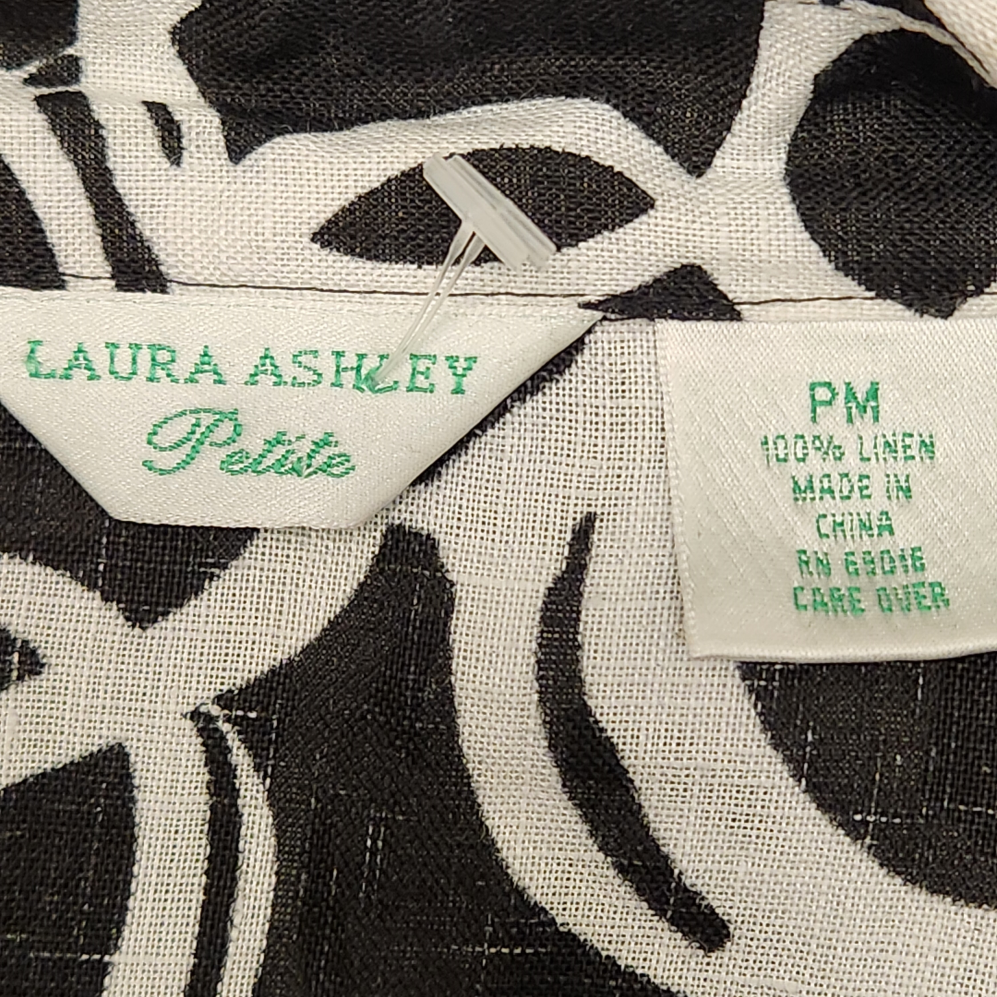 LAURA ASHLEY
Petite
PM
100% LINEN
MADE IN
CHINA
RN 69016
CARE OVER